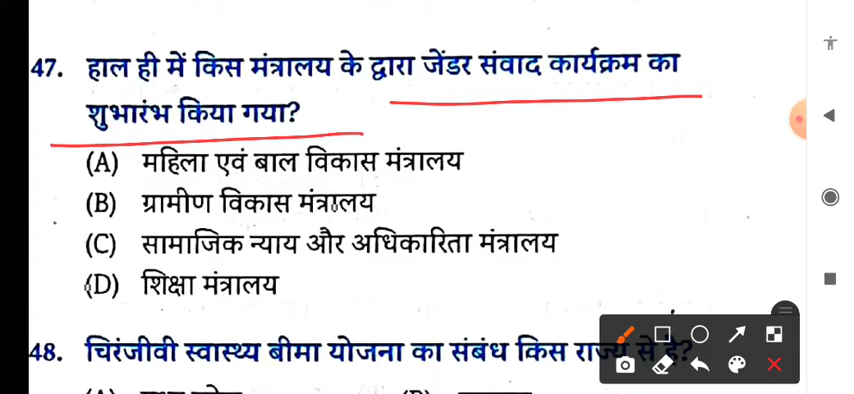 47. हाल ही में किस मंत्रालय के द्वारा जेंडर संवाद कार्यक्रम का
शुभारंभ किया गया?
(A) महिला एवं बाल विकास मंत्रालय
(B) ग्रामीण विकास मंत्रालय
(C) सामाजिक न्याय और अधिकारिता मंत्रालय
(D) शिक्षा मंत्रालय
48. चिरंजीवी स्वास्थ्य बीमा योजना का संबंध किस राज्य से है?